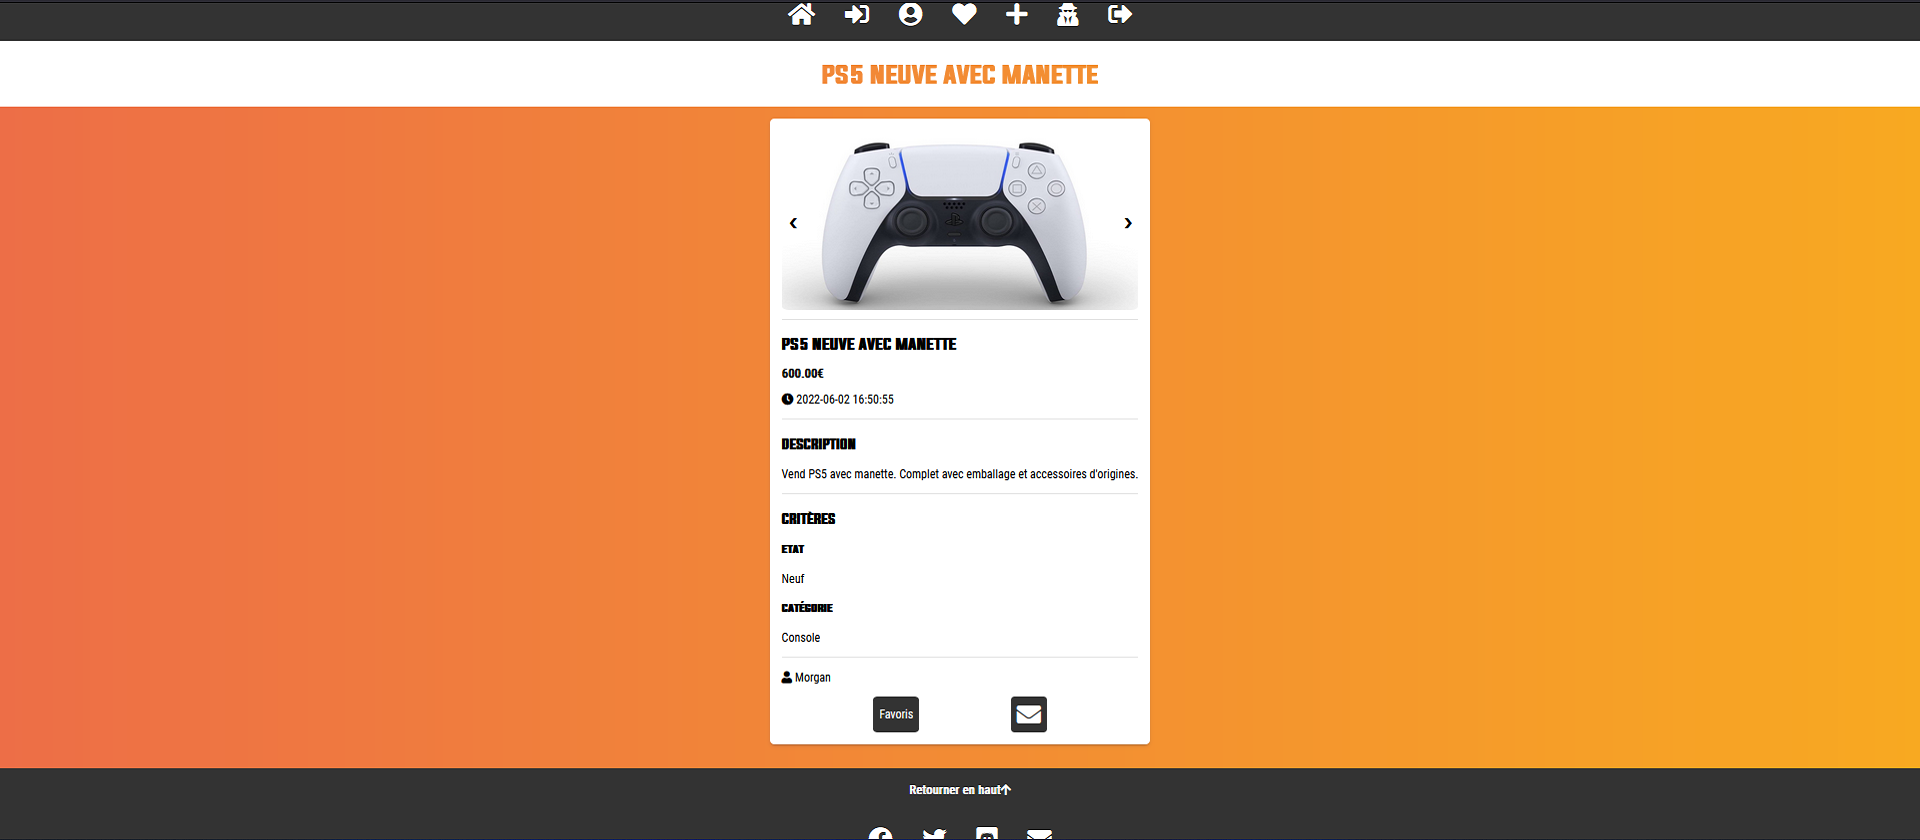 PS5 NEUVE AVEC MANETTE
PS5 NEUVE AVEC MANETTE
600.00€
2022-06-02 16:50:55
DESCRIPTION
Vend PS5 avec manette. Complet avec emballage et accessoires d'origines.
CRITÈRES
ETAT
Neuf
CATÉGORIE
Console
Morgan
Favoris
Retourner en haut